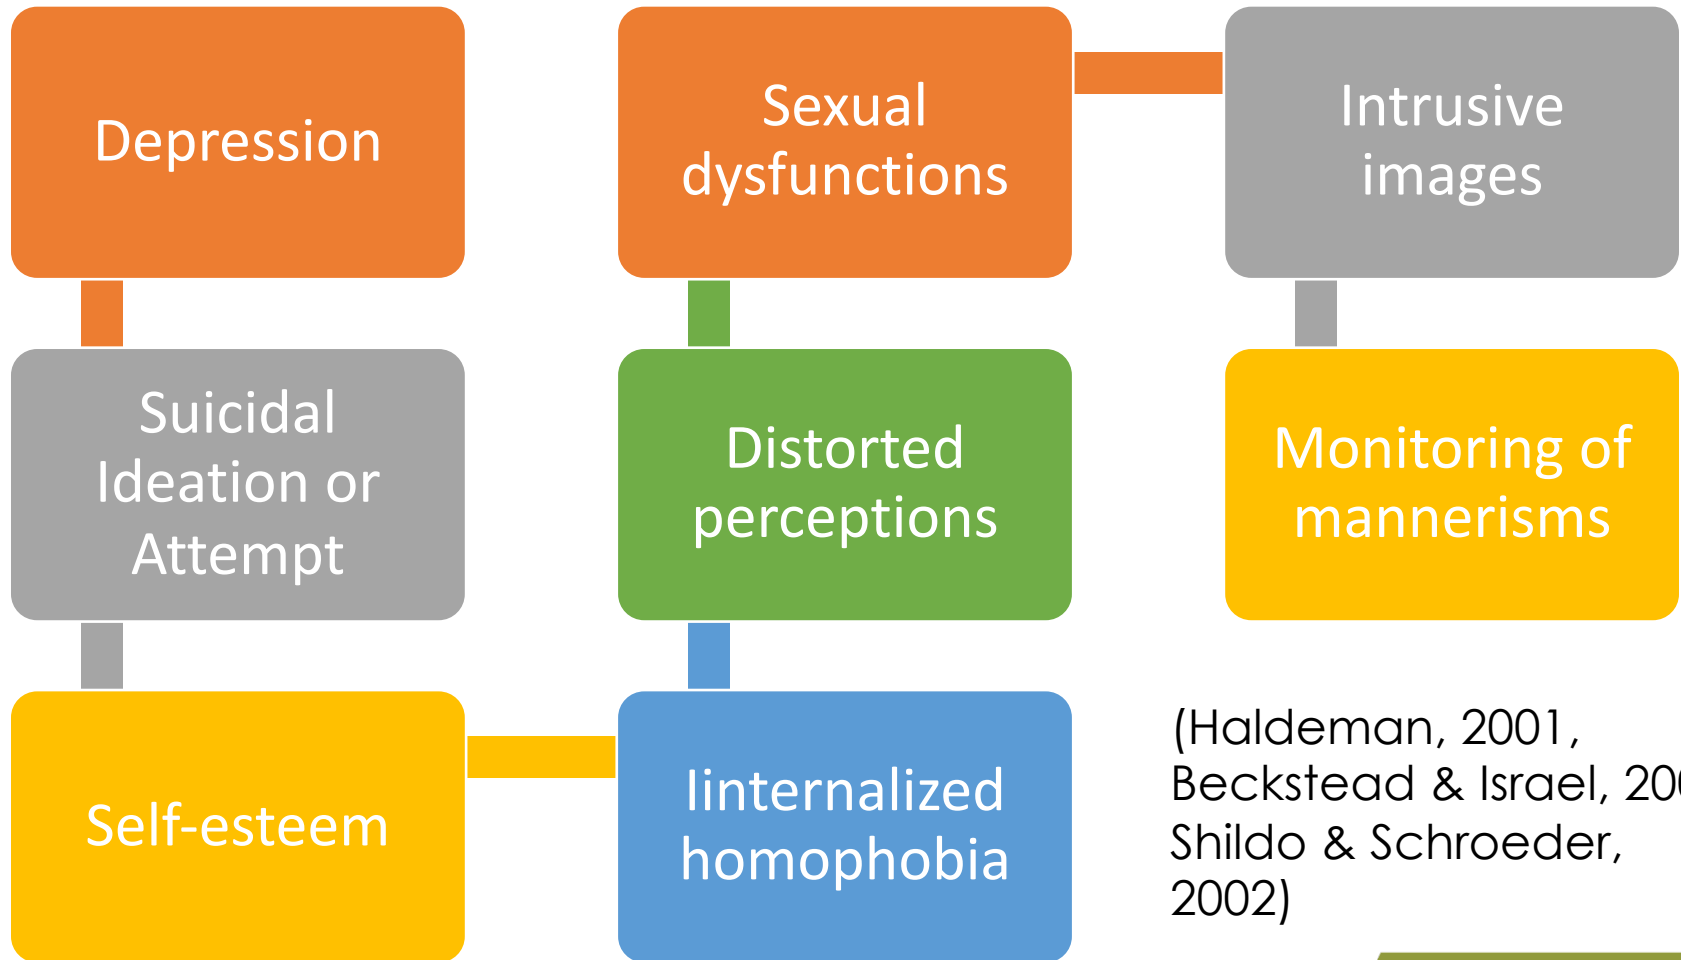 Depression
Suicidal
Ideation or
Attempt
Self-esteem
Iinternalized
homophobia
Distorted
perceptions
Sexual
dysfunctions
Intrusive
images
Monitoring of
mannerisms
(Haldeman, 2001,
Beckstead & Israel,
Shildo & Schroeder,
2002)